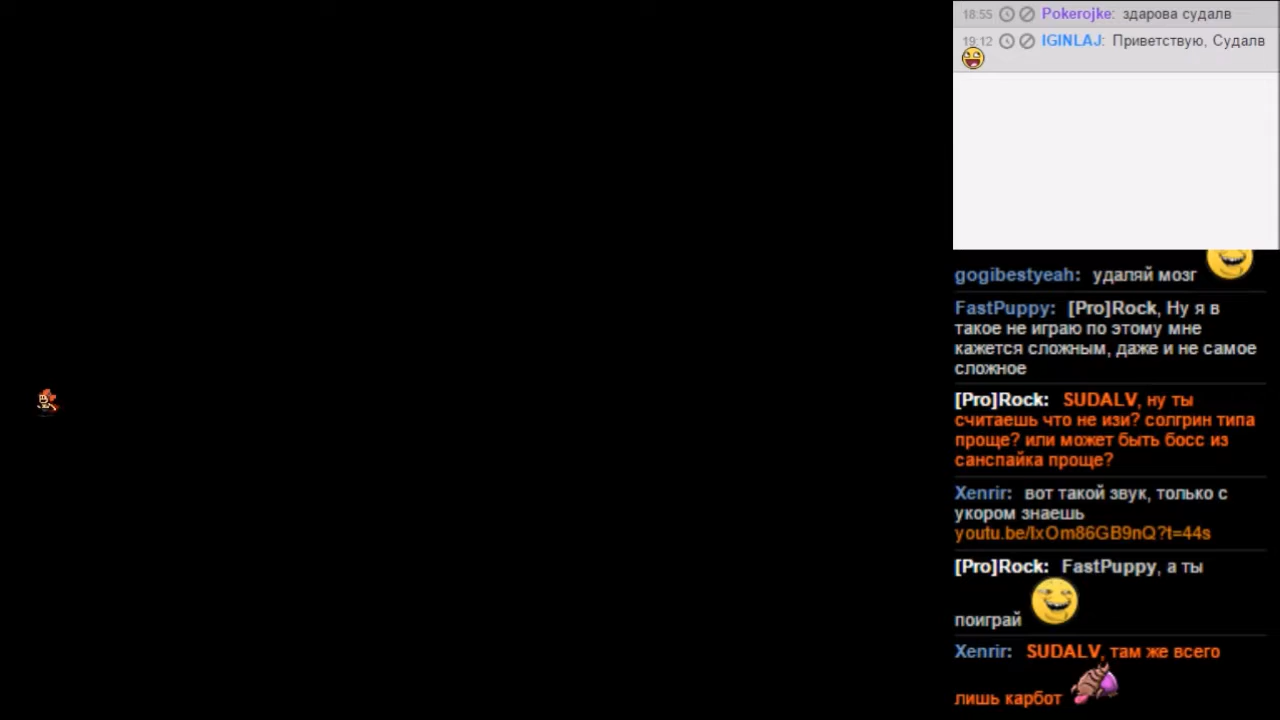 18:55 Pokerojke: здарова судалв
19:12 IGINLAJ: Приветствую, Судалв
gogibestyeah: удаляй мозг
FastPuppy: [Pro]Rock, Ну я в
такое не играю по этому мне
кажется сложным, даже и не самое
сложное
[Pro]Rock: SUDALV, ну ты
считаешь что не изи? солгрин типа
проще? или может быть босс из
санспайка проще?
Xenrir: вот такой звук, только с
укором знаешь
youtu.be/IxOm86GB9nQ?t=44s
[Pro]Rock: FastPuppy, а ты
поиграй
Xenrir: SUDALV, там же всего
лишь карбот